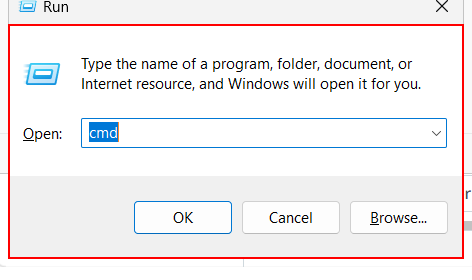 Run
Type the name of a program, folder, document, or
Internet resource, and Windows will open it for you.
Open:
cmd
OK
Cancel
Browse...